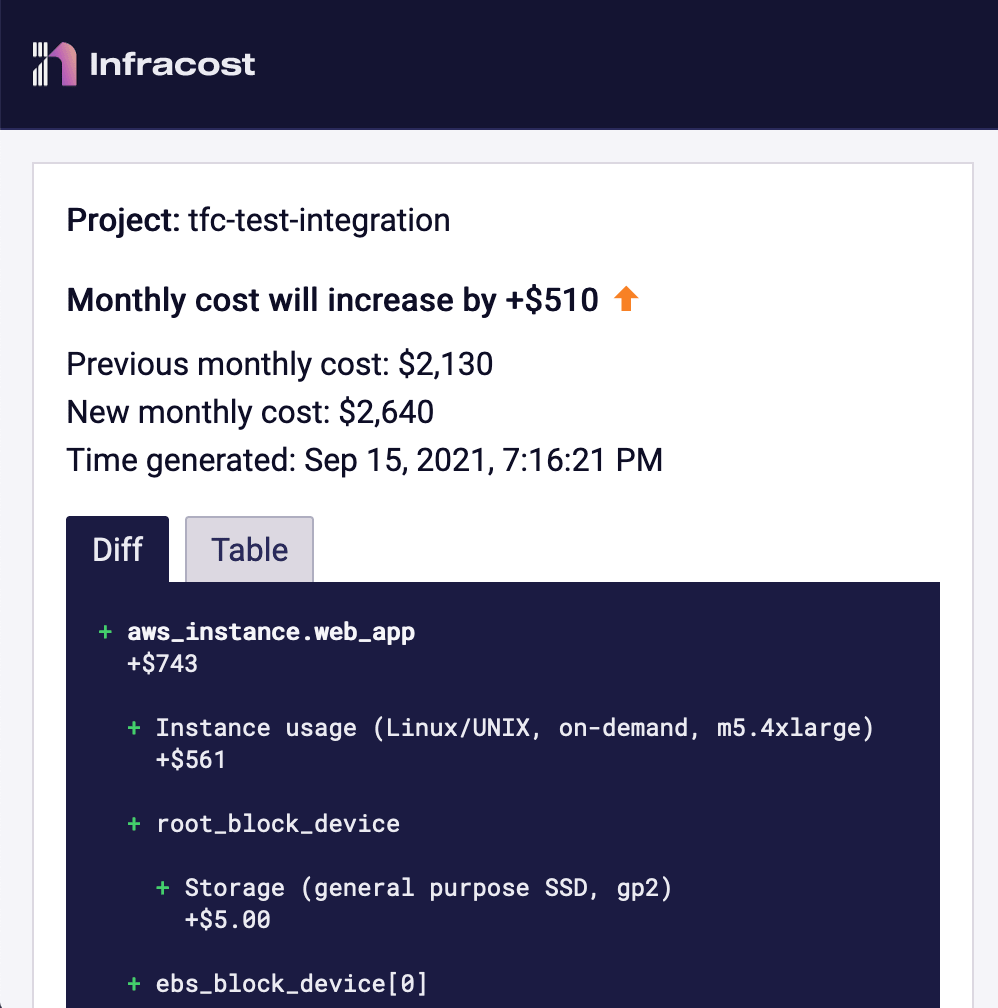 Infracost
Project: tfc-test-integration
Monthly cost will increase by +$510
Previous monthly cost: $2,130
New monthly cost: $2,640
Time generated: Sep 15, 2021, 7:16:21 PM
Diff Table
+ aws_instance.web_app
+$743
+ Instance usage (Linux/UNIX, on-demand, m5.4xlarge)
+$561
+ root_block_device
+ Storage (general purpose SSD, gp2)
+$5.00
+ ebs_block_device[0]